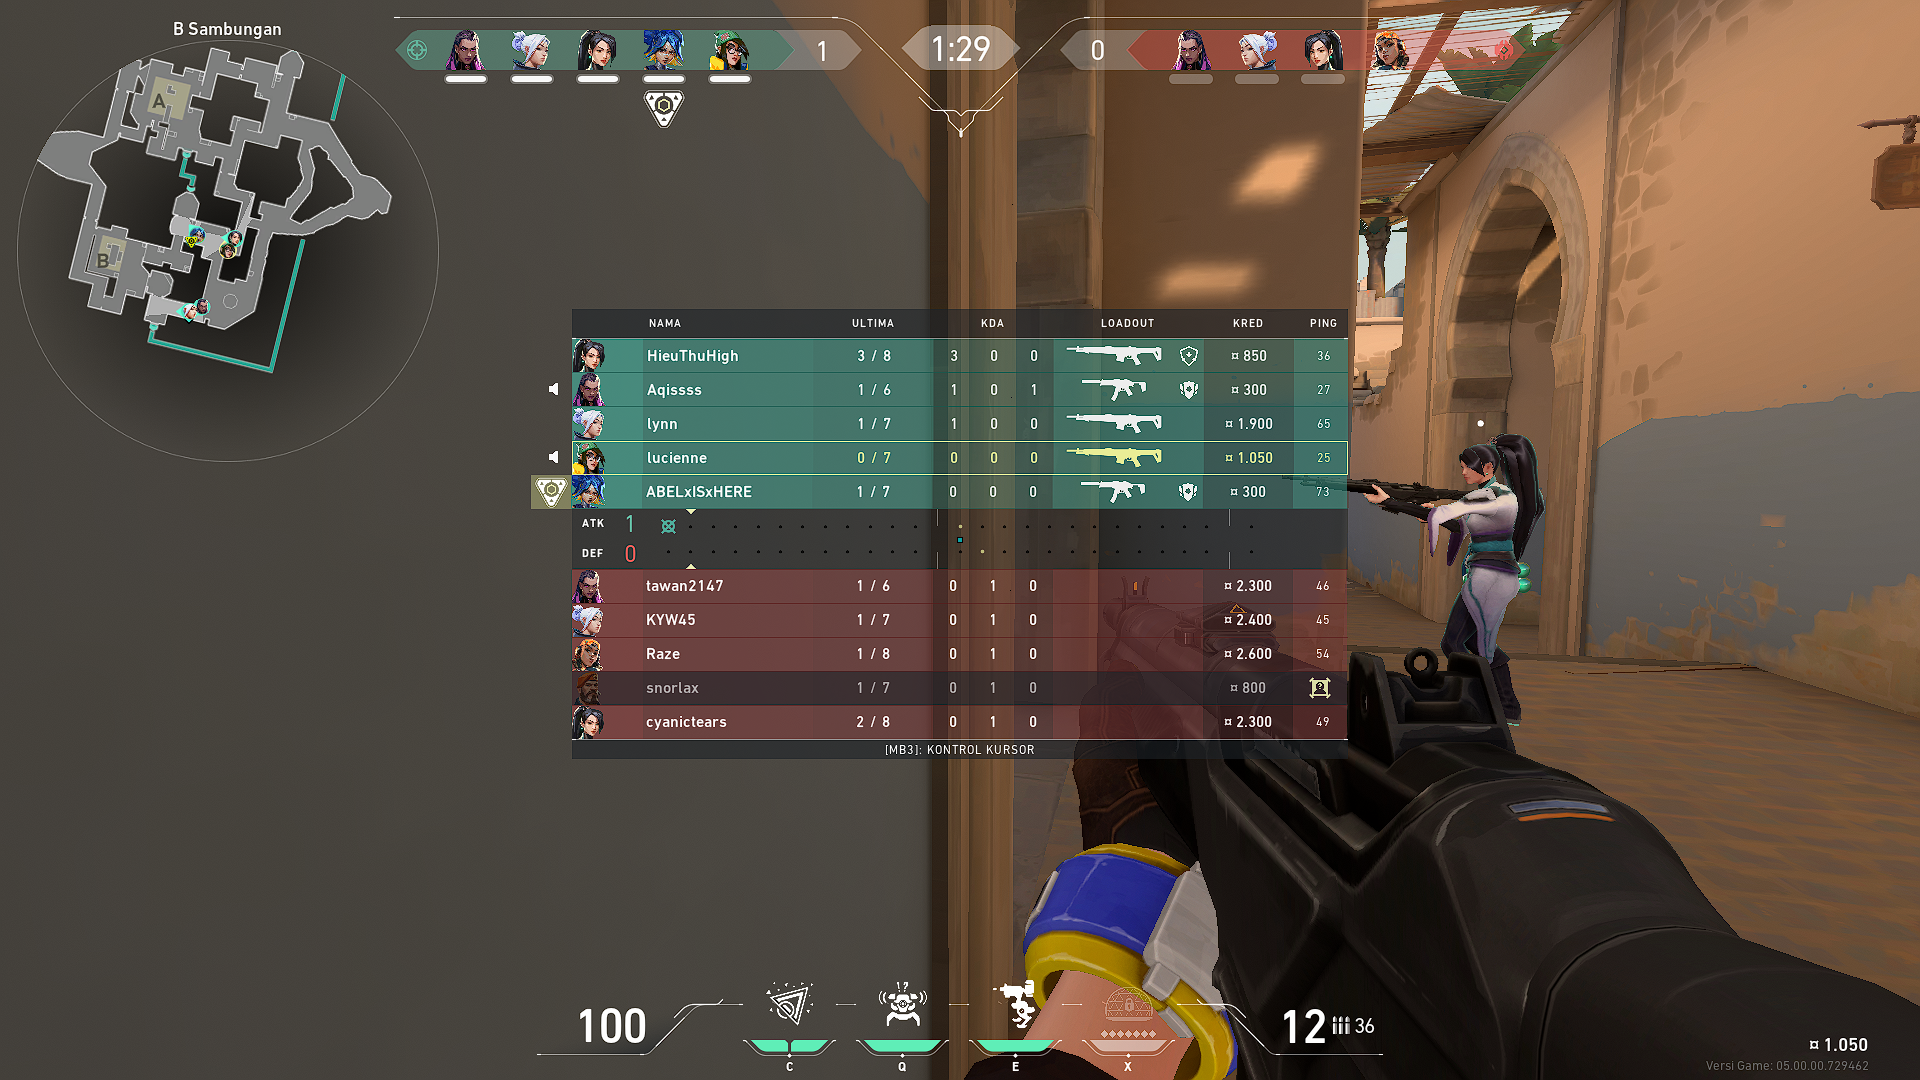 B Sambungan
A
B
1
1:29
0
NAMA ULTIMA KDA LOADOUT KRED PING
HieuThuHigh 3 / 8 3 0 0 ¤ 850 36
Aqissss 1 / 6 1 0 1 ¤ 300 27
lynn 1 / 7 1 0 0 ¤ 1.900 65
lucienne 0 / 7 0 0 0 ¤ 1.050 25
ABELxISxHERE 1 / 7 0 0 0 ¤ 300 73
ATK 1
DEF 0
tawan2147 1 / 6 0 1 0 ¤ 2.300 46
KYW45 1 / 7 0 1 0 ¤ 2.400 45
Raze 1 / 8 0 1 0 ¤ 2.600 54
snorlax 1 / 7 0 1 0 ¤ 800
cyanictears 2 / 8 0 1 0 ¤ 2.300 49
[MB3]: KONTROL KURSOR
100
12 36
C Q E X
¤ 1.050
Versi Game: 05.00.00.729462